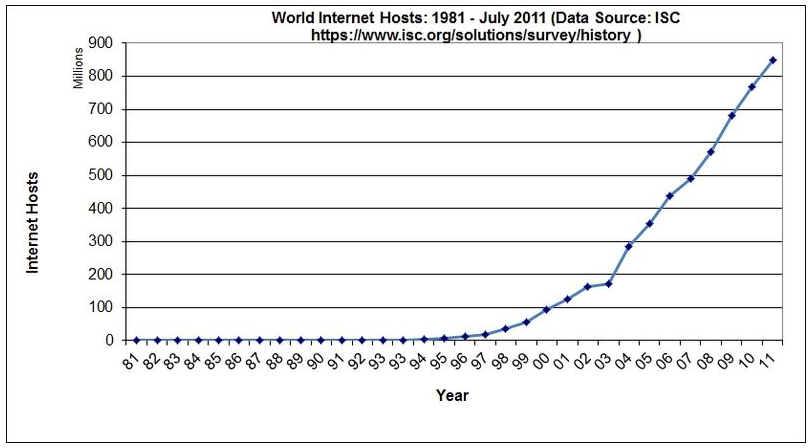 World Internet Hosts: 1981 - July 2011 (Data Source: ISC
https://www.isc.org/solutions/survey/history )
Millions
900
800
700
600
500
400
300
200
100
0
Internet Hosts
81 82 83 84 85 86 87 88 89 90 91 92 93 93 94 95 96 97 98 99 00 01 02 03 04 05 06 07 08 09 10 11
Year